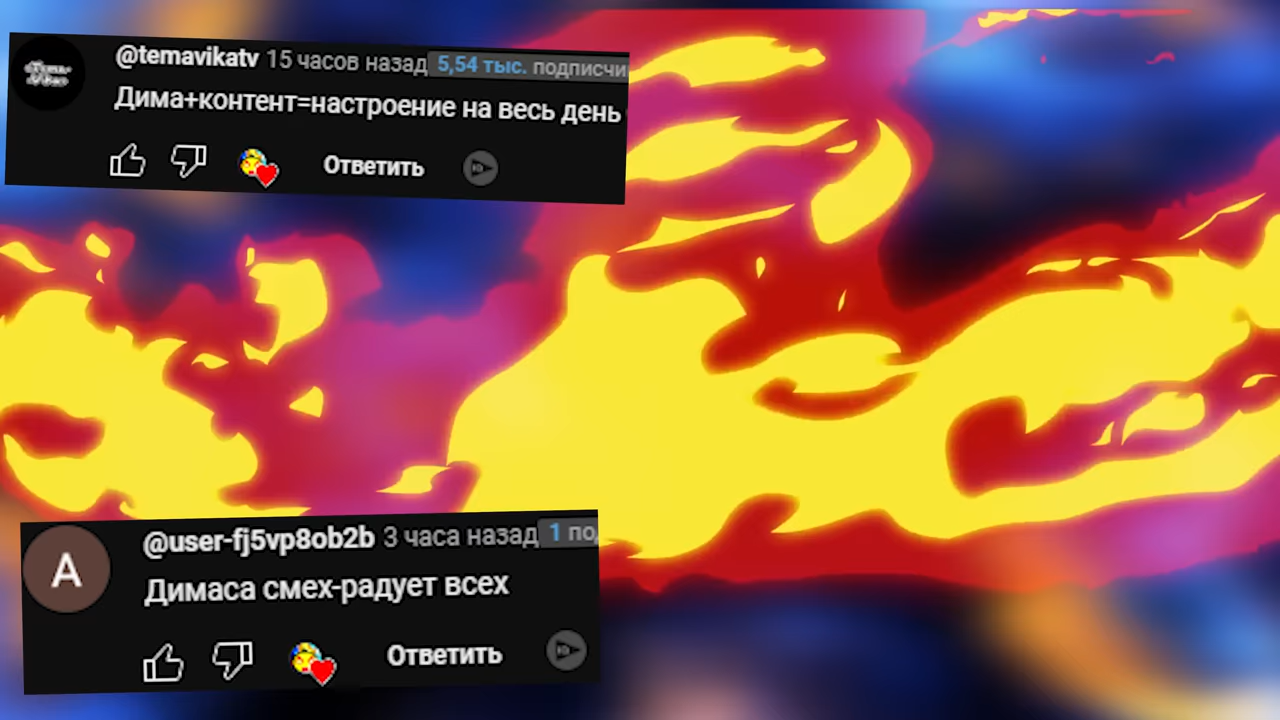 @temavikatv 15 часов назад 5,54 тыс. подписчи
Дима+контент=настроение на весь день
Ответить
@user-fj5vp8ob2b 3 часа назад 1 по
А
Димаса смех-радует всех
Ответить